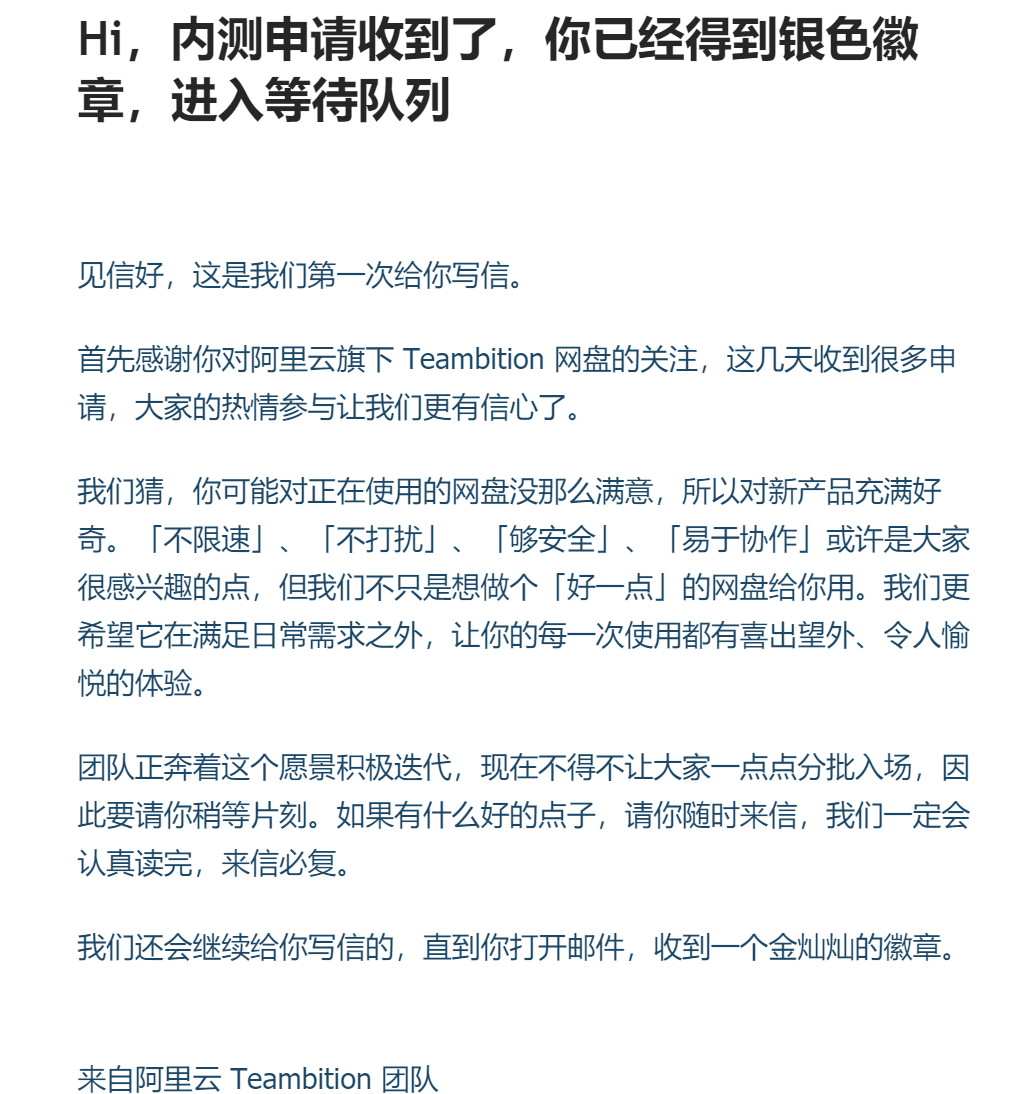 Hi，内测申请收到了，你已经得到银色徽
章，进入等待队列
见信好，这是我们第一次给你写信。
首先感谢你对阿里云旗下 Teambition 网盘的关注，这几天收到很多申
请，大家的热情参与让我们更有信心了。
我们猜，你可能对正在使用的网盘没那么满意，所以对新产品充满好
奇。「不限速」、「不打扰」、「够安全」、「易于协作」或许是大家
很感兴趣的点，但我们不只是想做个「好一点」的网盘给你用。我们更
希望它在满足日常需求之外，让你的每一次使用都有喜出望外、令人愉
悦的体验。
团队正奔着这个愿景积极迭代，现在不得不让大家一点点分批入场，因
此要请你稍等片刻。如果有什么好的点子，请你随时来信，我们一定会
认真读完，来信必复。
我们还会继续给你写信的，直到你打开邮件，收到一个金灿灿的徽章。
来自阿里云 Teambition 团队